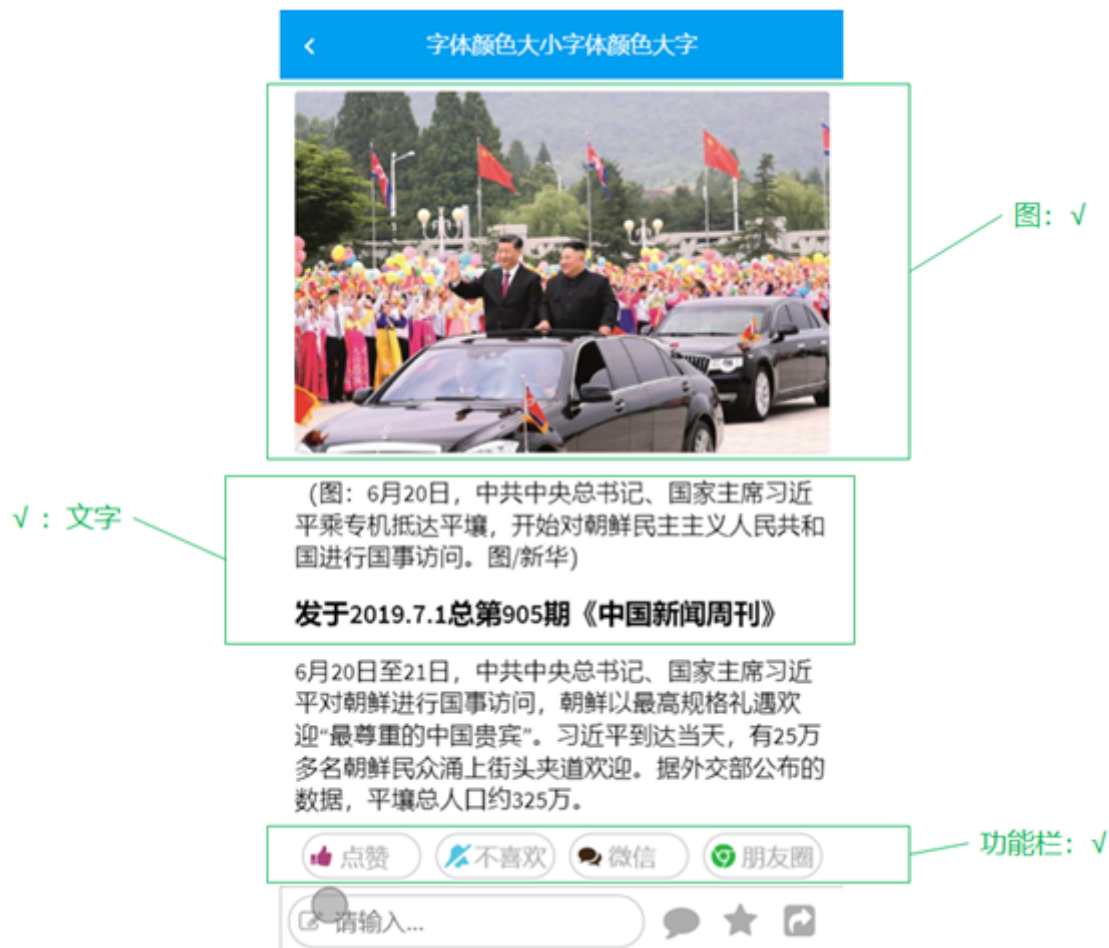 字体颜色大小字体颜色大字
图：√
（图：6月20日，中共中央总书记、国家主席习近
平乘专机抵达平壤，开始对朝鲜民主主义人民共和
国进行国事访问。图/新华）
√：文字
发于2019.7.1总第905期《中国新闻周刊》
6月20日至21日，中共中央总书记、国家主席习近
平对朝鲜进行国事访问，朝鲜以最高规格礼遇欢
迎“最尊重的中国贵宾”。习近平到达当天，有25万
多名朝鲜民众涌上街头夹道欢迎。据外交部公布的
数据，平壤总人口约325万。
点赞 不喜欢 微信 朋友圈
功能栏：√
请输入...